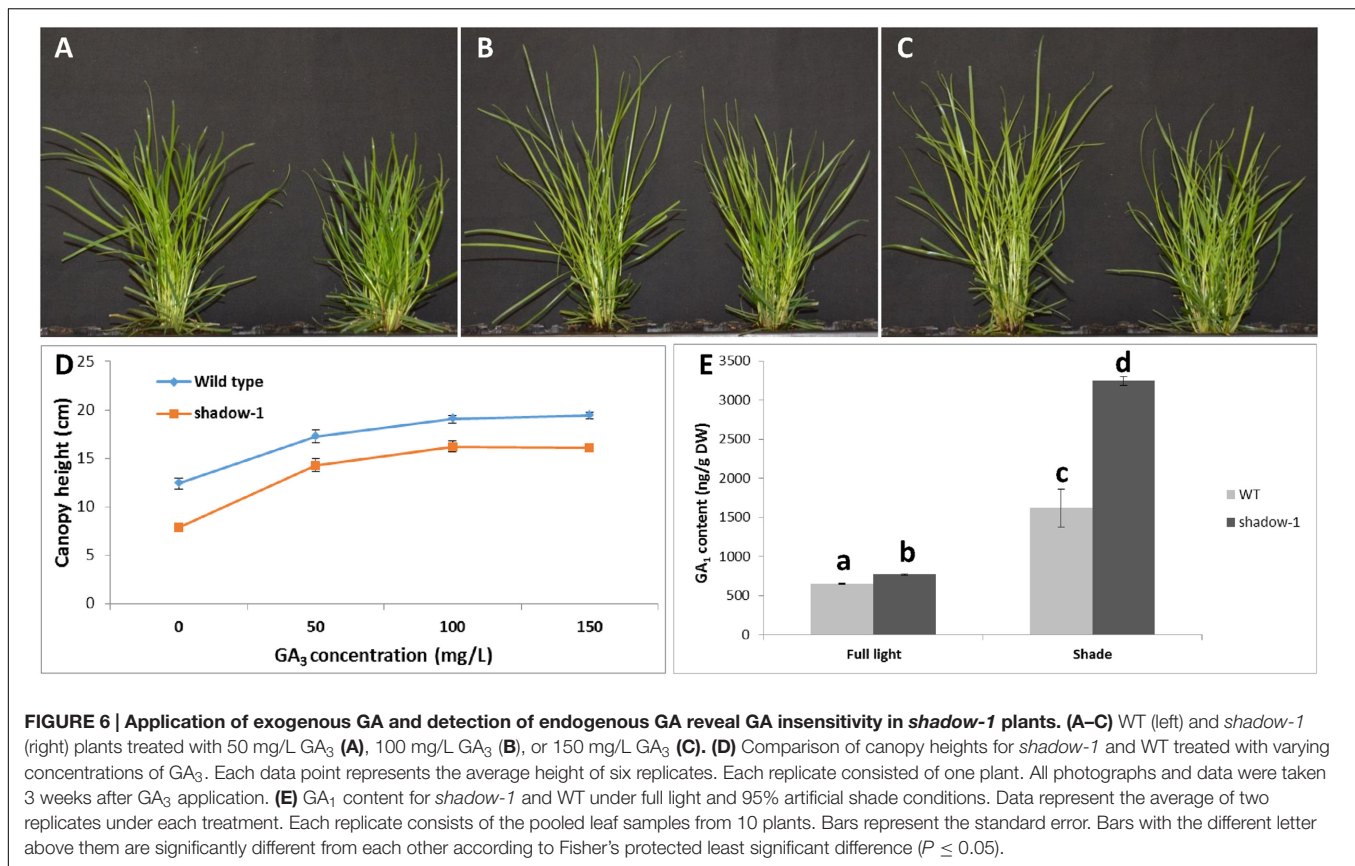 A
B
C
D
25
20
15
10
5
0
Canopy height (cm)
Wild type
shadow-1
0 50 100 150
GA₃ concentration (mg/L)
E
3500
3000
2500
2000
1500
1000
500
0
GA₁ content (ng/g DW)
a
b
c
d
Full light Shade
WT
shadow-1
FIGURE 6 | Application of exogenous GA and detection of endogenous GA reveal GA insensitivity in shadow-1 plants. (A–C) WT (left) and shadow-1
(right) plants treated with 50 mg/L GA₃ (A), 100 mg/L GA₃ (B), or 150 mg/L GA₃ (C). (D) Comparison of canopy heights for shadow-1 and WT treated with varying
concentrations of GA₃. Each data point represents the average height of six replicates. Each replicate consisted of one plant. All photographs and data were taken
3 weeks after GA₃ application. (E) GA₁ content for shadow-1 and WT under full light and 95% artificial shade conditions. Data represent the average of two
replicates under each treatment. Each replicate consists of the pooled leaf samples from 10 plants. Bars represent the standard error. Bars with the different letter
above them are significantly different from each other according to Fisher's protected least significant difference (P ≤ 0.05).